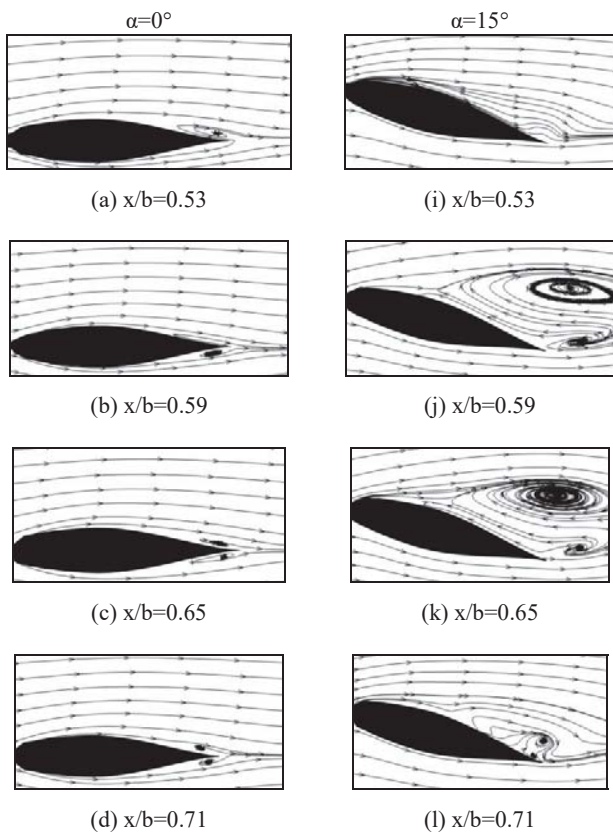 α=0° α=15°
(a) x/b=0.53 (i) x/b=0.53
(b) x/b=0.59 (j) x/b=0.59
(c) x/b=0.65 (k) x/b=0.65
(d) x/b=0.71 (l) x/b=0.71